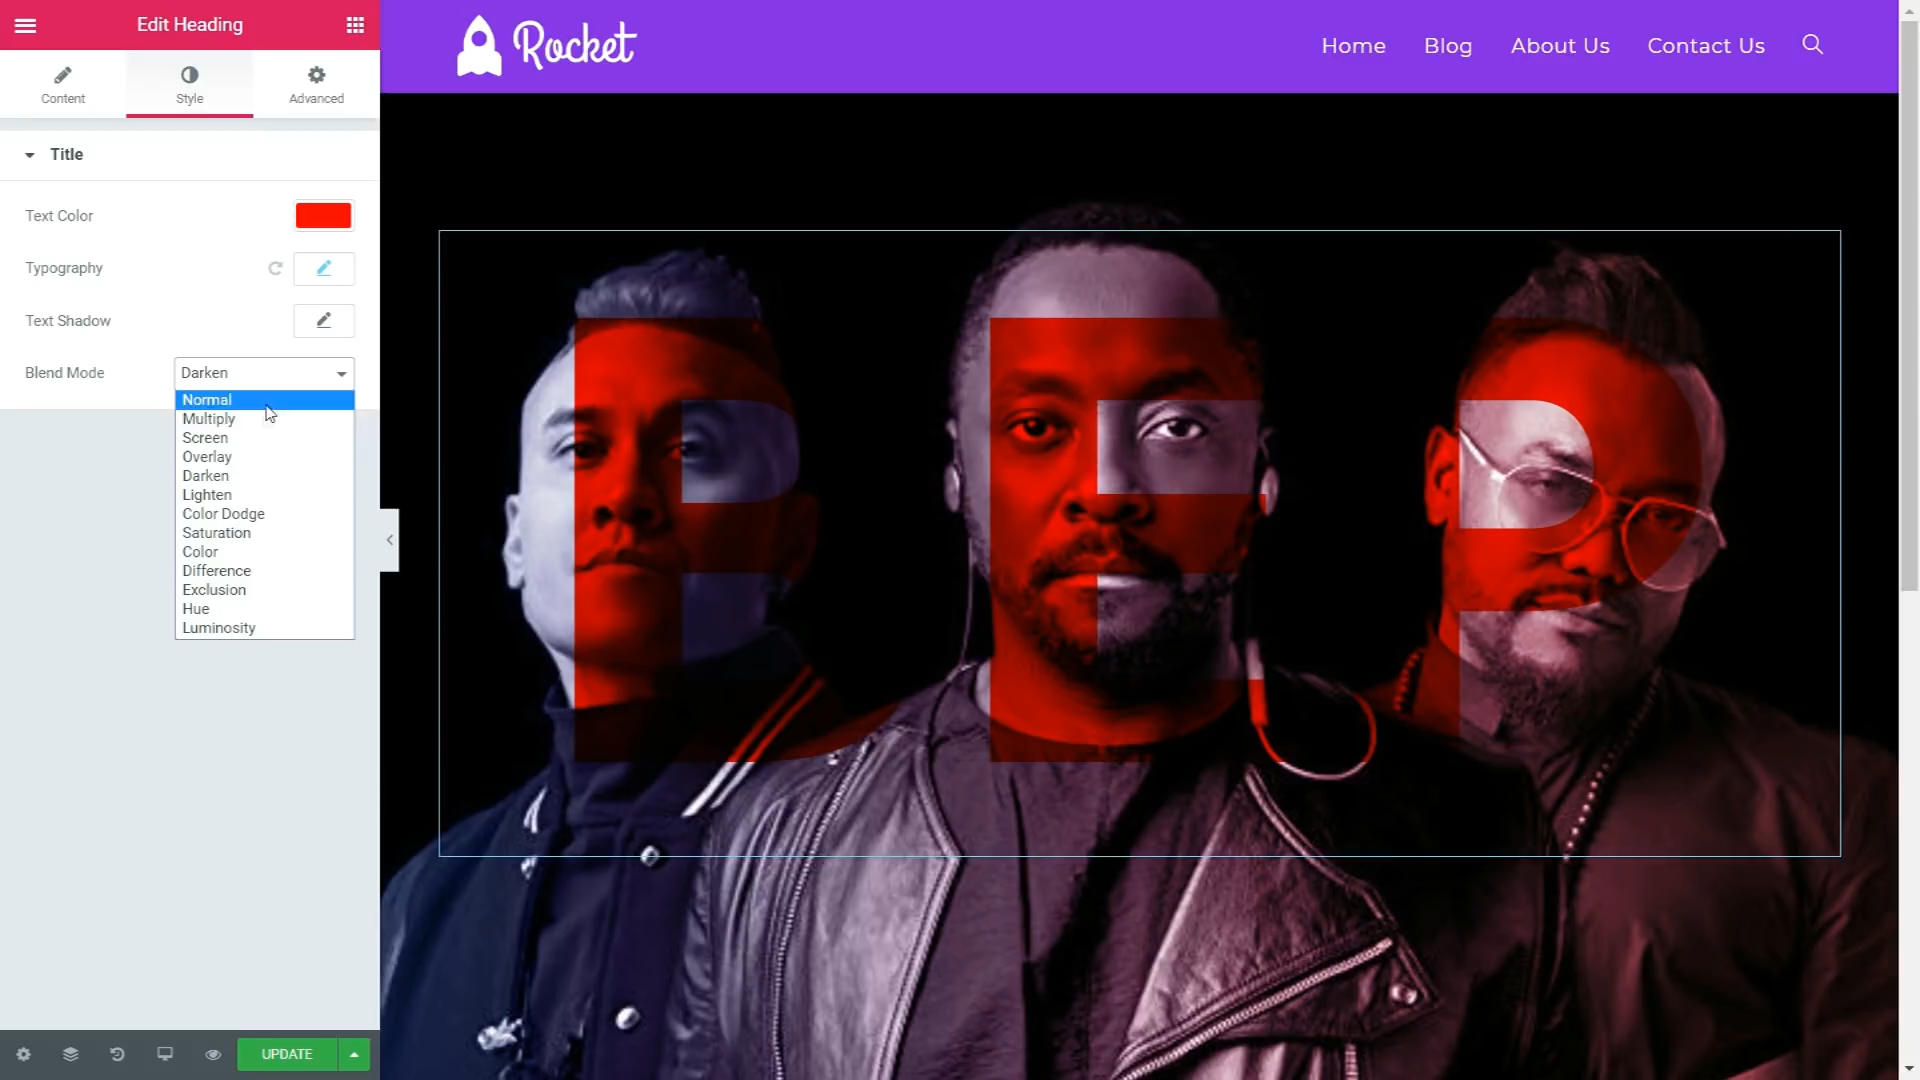 Edit Heading
Content
Style
Advanced
Title
Text Color
Typography
Text Shadow
Blend Mode
Darken
Normal
Multiply
Screen
Overlay
Darken
Lighten
Color Dodge
Saturation
Color
Difference
Exclusion
Hue
Luminosity
UPDATE
Rocket
Home
Blog
About Us
Contact Us
BEP